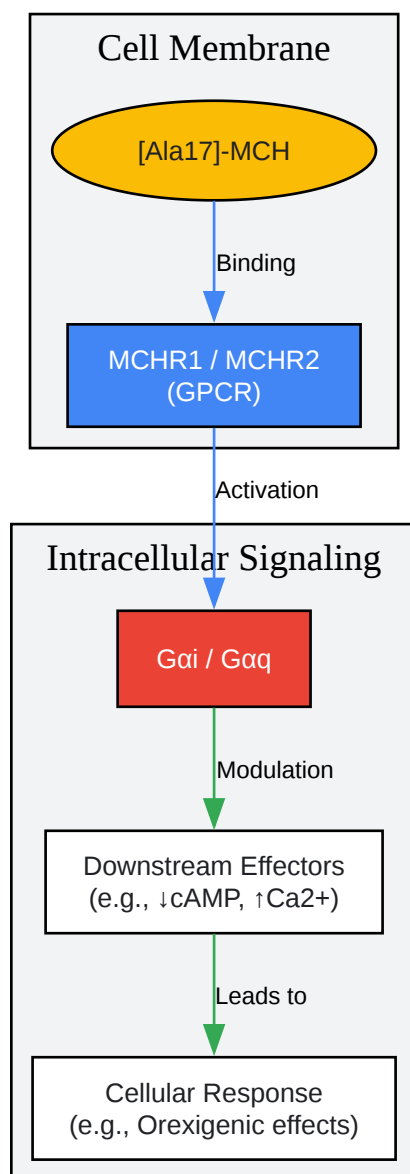 Cell Membrane
[Ala17]-MCH
Binding
MCHR1 / MCHR2
(GPCR)
Activation
Intracellular Signaling
Gαi / Gαq
Modulation
Downstream Effectors
(e.g., ↓cAMP, ↑Ca2+)
Leads to
Cellular Response
(e.g., Orexigenic effects)